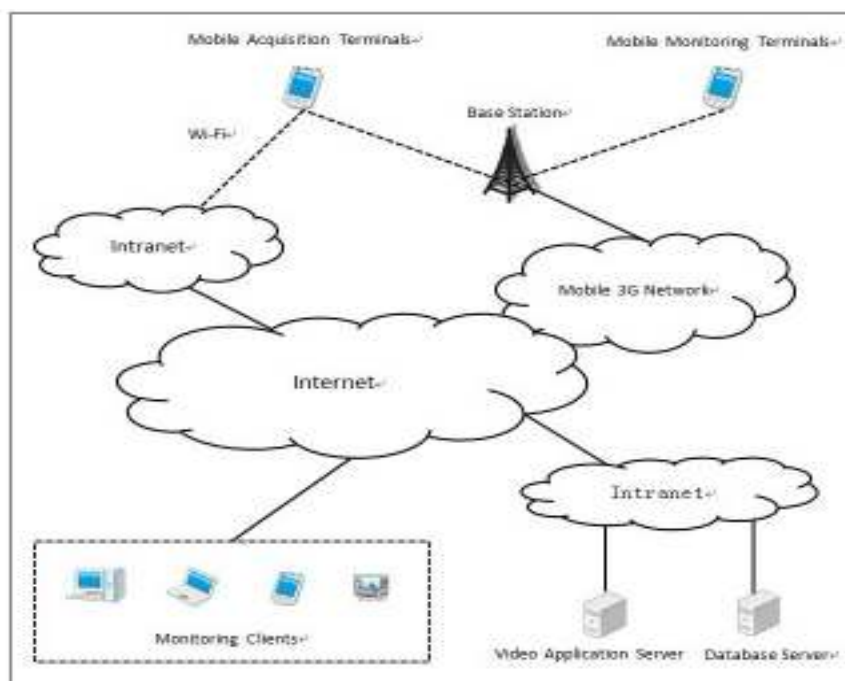 Mobile Acquisition Terminals↵
Mobile Monitoring Terminals↵
Base Station↵
Wi-Fi↵
Intranet↵
Mobile 3G Network↵
Internet↵
Intranet↵
Monitoring Clients↵
Video Application Server
Database Server↵